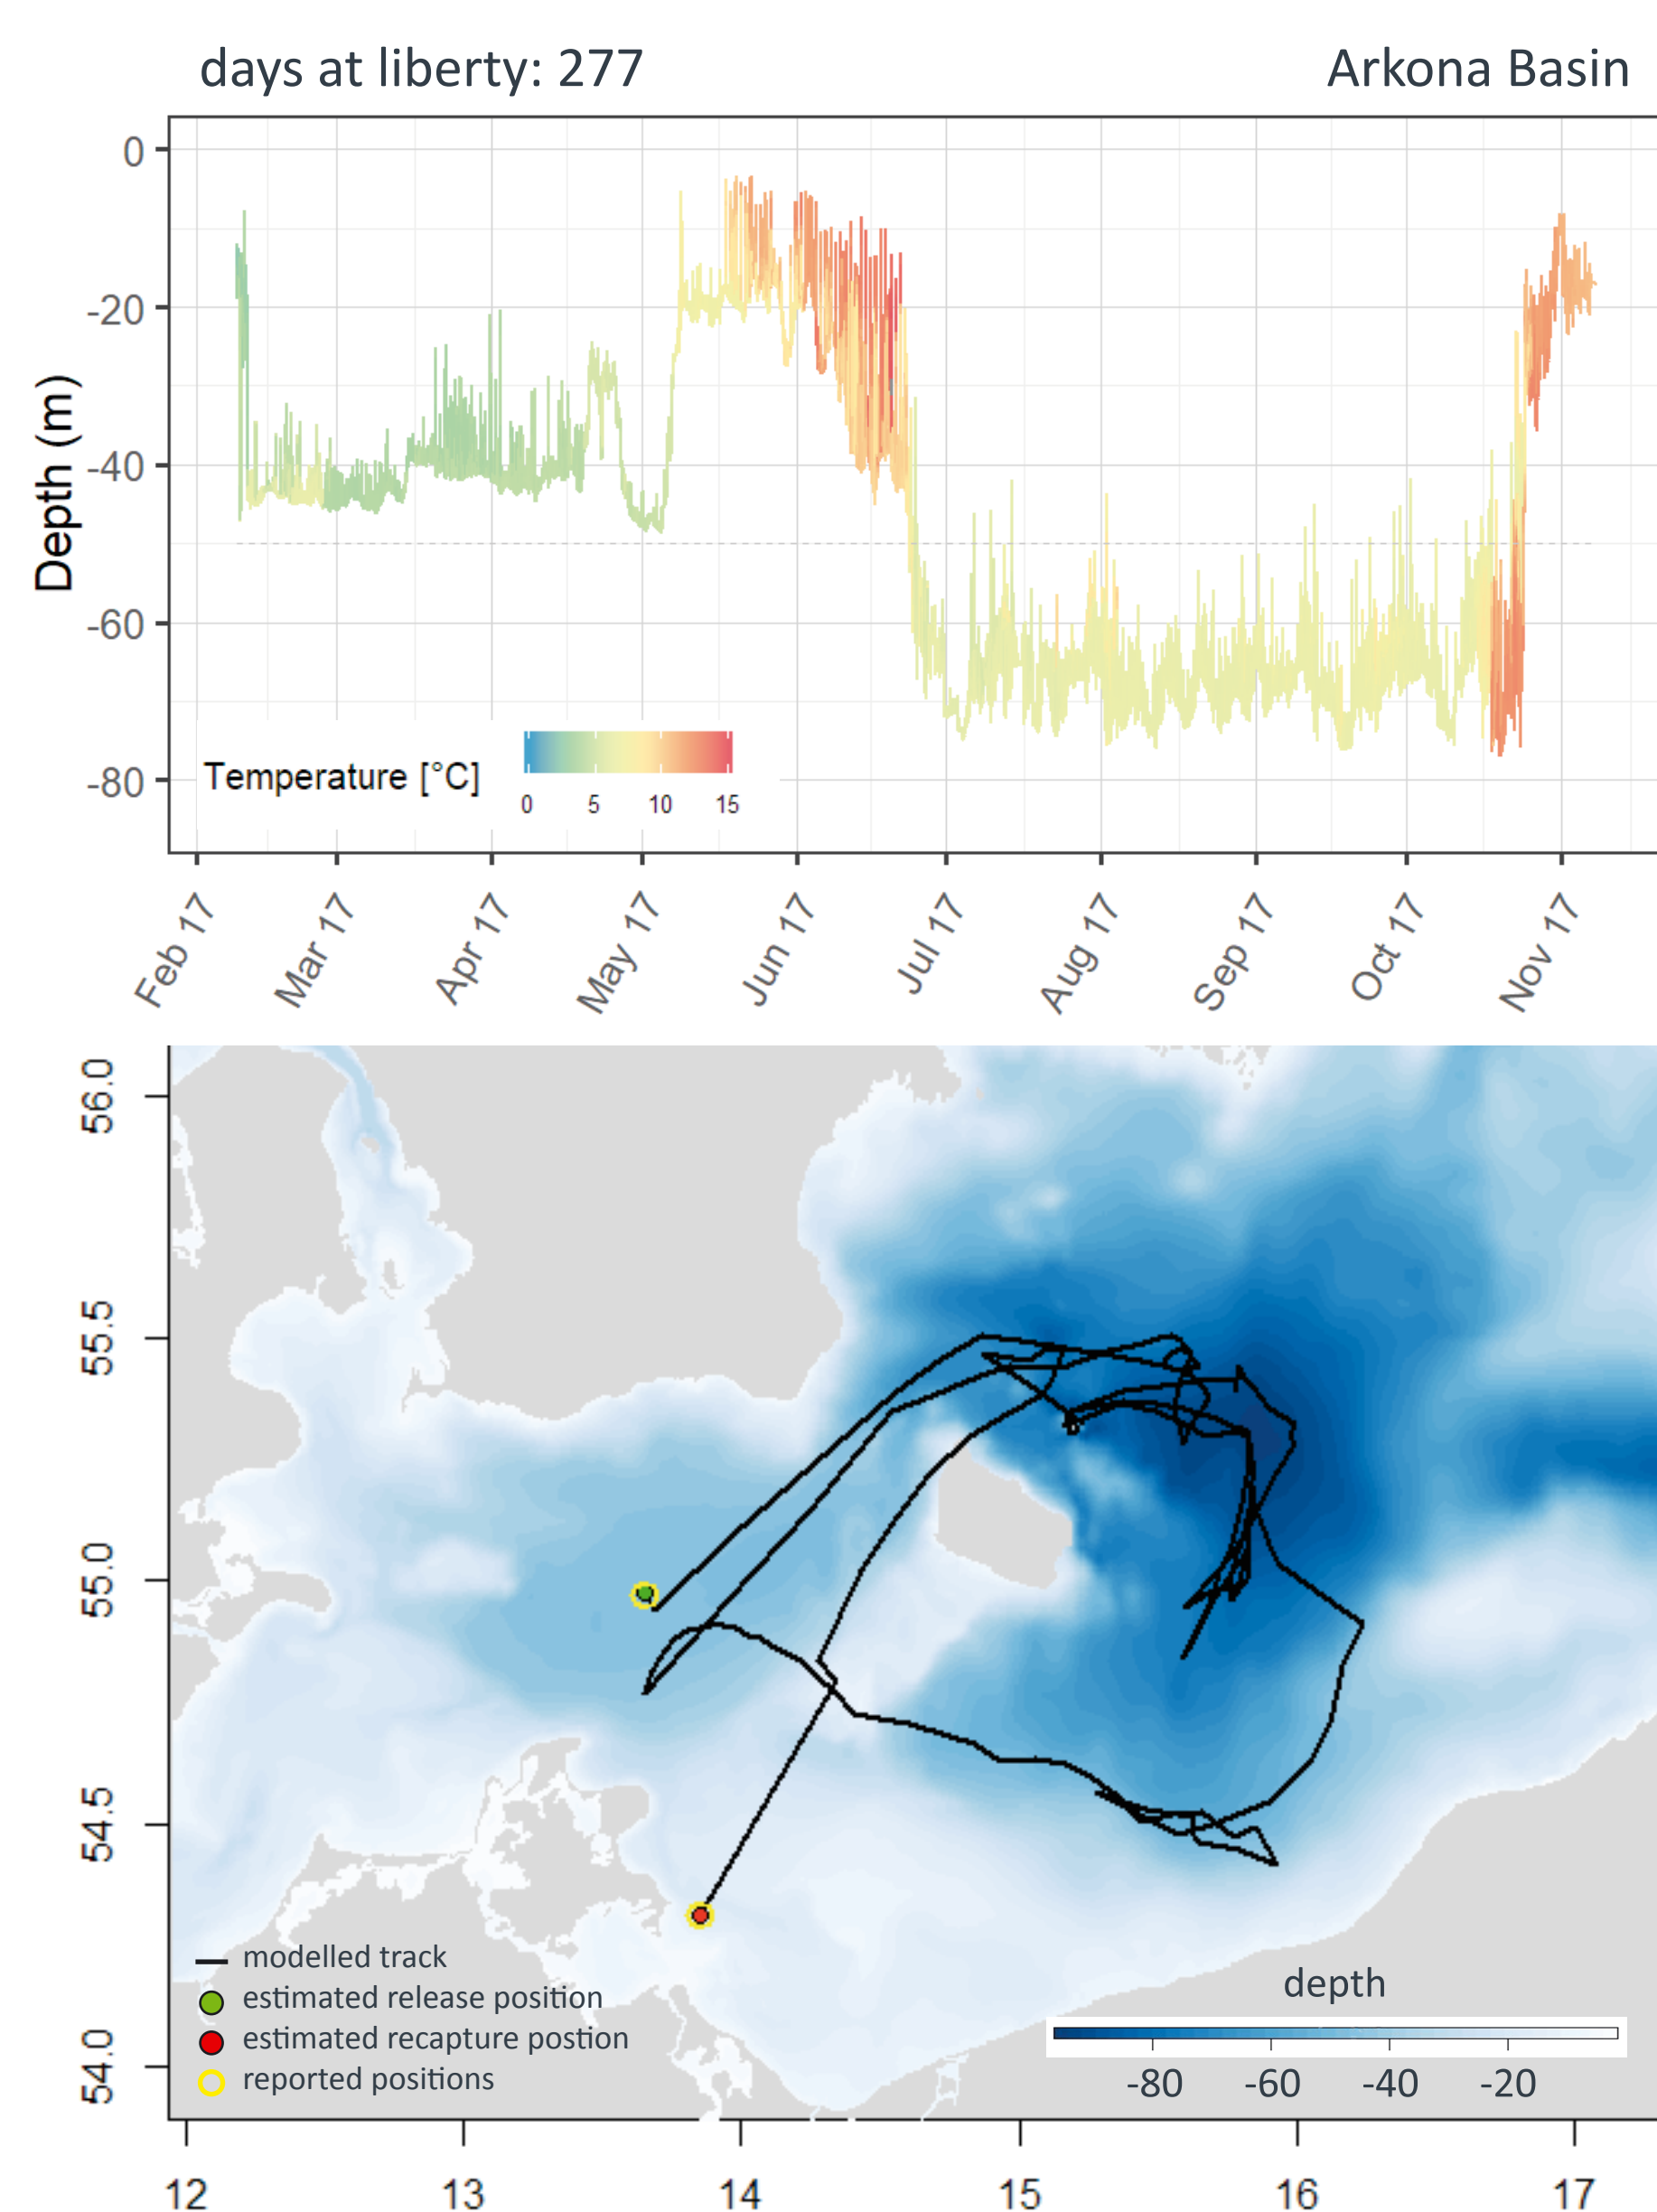 days at liberty: 277
Arkona Basin
Depth (m)
0
-20
-40
-60
-80
Temperature [°C]
0 5 10 15
Feb 17 Mar 17 Apr 17 May 17 Jun 17 Jul 17 Aug 17 Sep 17 Oct 17 Nov 17
56.0
55.5
55.0
54.5
54.0
modelled track
estimated release position
estimated recapture postion
reported positions
depth
-80 -60 -40 -20
12 13 14 15 16 17